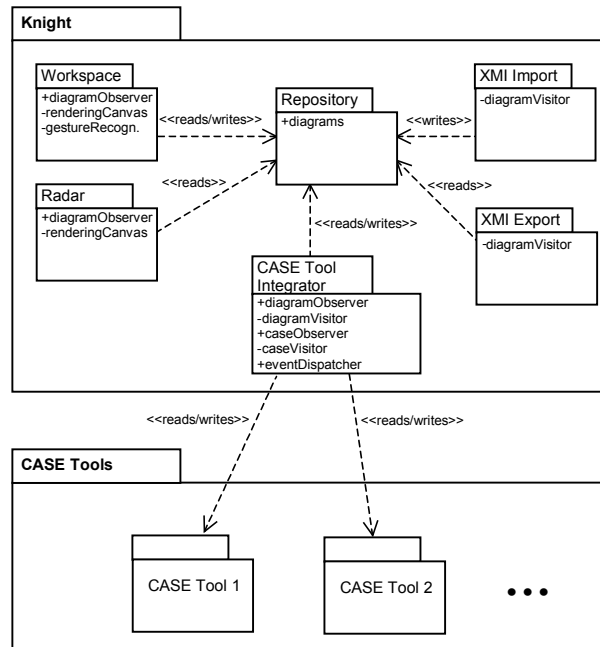 Knight
Workspace
+diagramObserver
-renderingCanvas
-gestureRecogn.
<<reads/writes>>
Repository
+diagrams
<<writes>>
XMI Import
-diagramVisitor
Radar
+diagramObserver
-renderingCanvas
<<reads>>
<<reads>>
XMI Export
-diagramVisitor
<<reads/writes>>
CASE Tool
Integrator
+diagramObserver
-diagramVisitor
+caseObserver
-caseVisitor
+eventDispatcher
<<reads/writes>>
<<reads/writes>>
CASE Tools
CASE Tool 1
CASE Tool 2